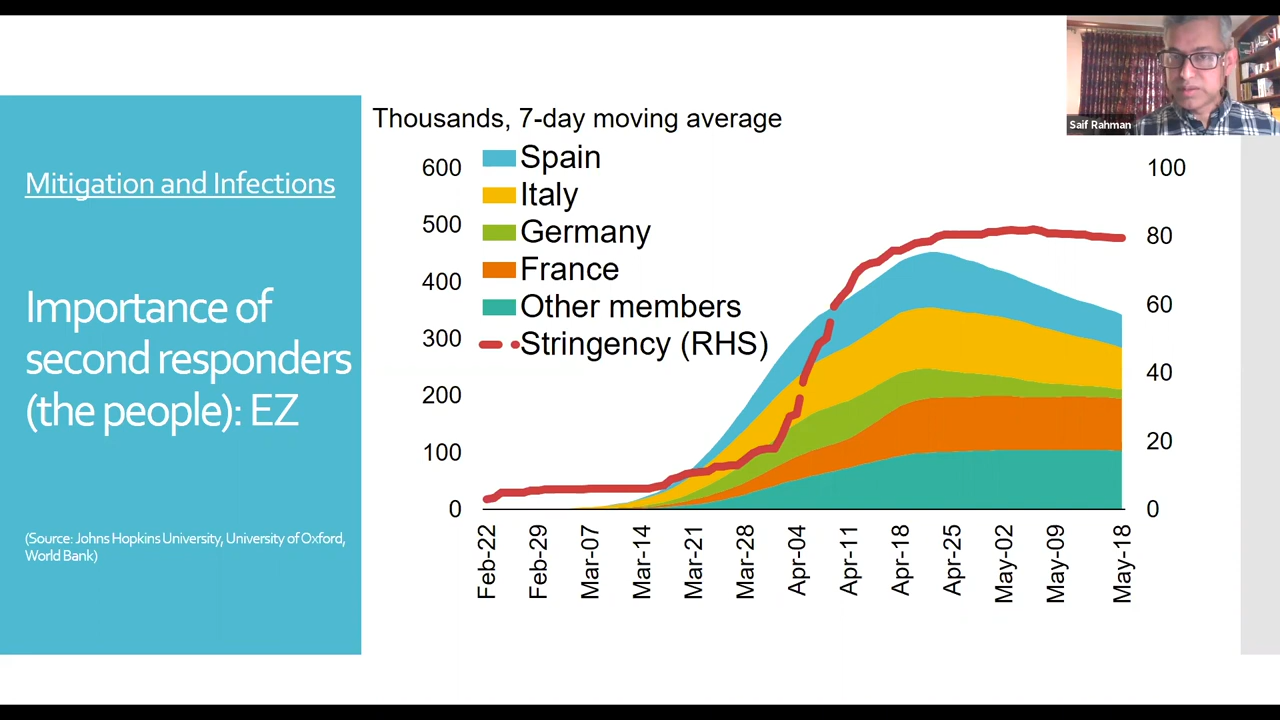 Saif Rahman
Mitigation and Infections
Importance of
second responders
(the people): EZ
(Source: Johns Hopkins University, University of Oxford,
World Bank)
Thousands, 7-day moving average
600
500
400
300
200
100
0
Spain
Italy
Germany
France
Other members
Stringency (RHS)
100
80
60
40
20
0
Feb-22
Feb-29
Mar-07
Mar-14
Mar-21
Mar-28
Apr-04
Apr-11
Apr-18
Apr-25
May-02
May-09
May-18